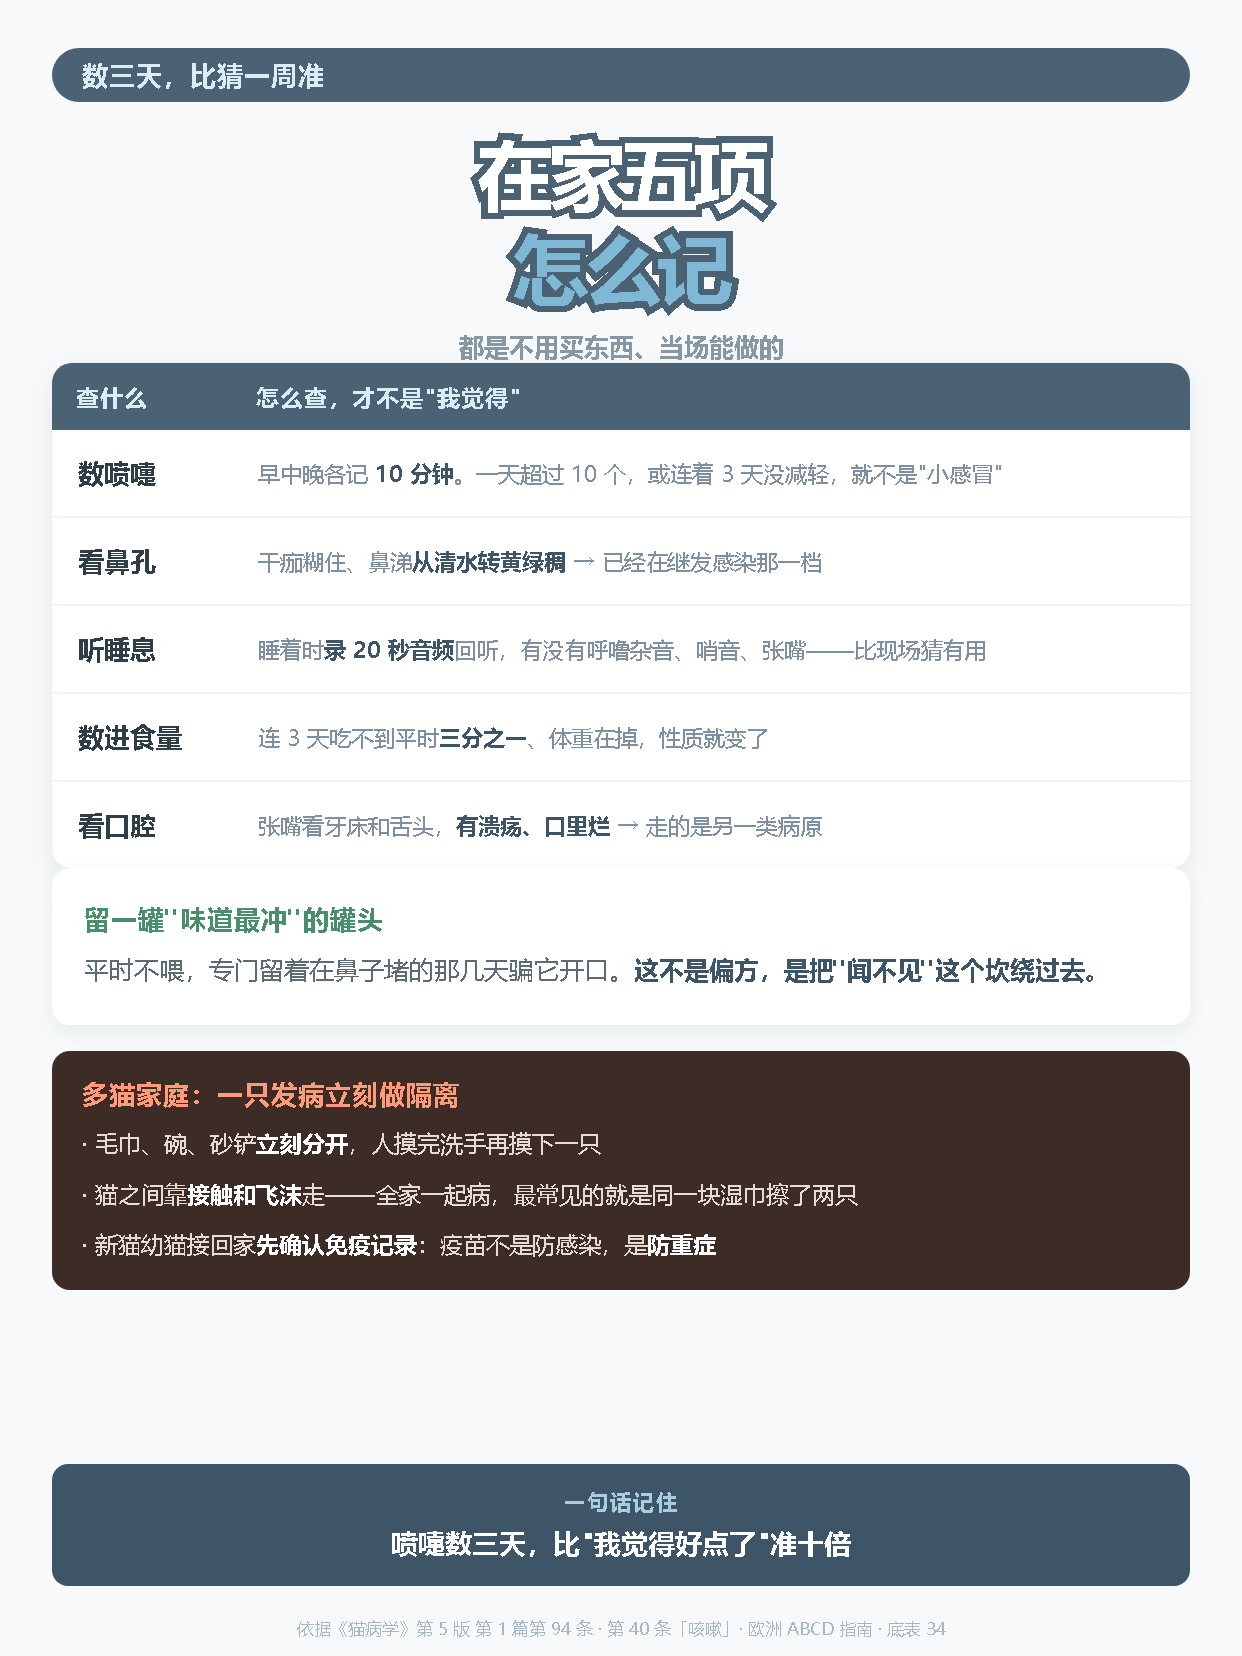 数三天，比猜一周准
在家五项
怎么记
都是不用买东西、当场能做的
查什么 怎么查，才不是"我觉得"
数喷嚏 早中晚各记 10 分钟。一天超过 10 个，或连着 3 天没减轻，就不是"小感冒"
看鼻孔 干痂糊住、鼻涕从清水转黄绿稠 → 已经在继发感染那一档
听睡息 睡着时录 20 秒音频回听，有没有呼噜杂音、哨音、张嘴——比现场猜有用
数进食量 连 3 天吃不到平时三分之一、体重在掉，性质就变了
看口腔 张嘴看牙床和舌头，有溃疡、口里烂 → 走的是另一类病原
留一罐"味道最冲"的罐头
平时不喂，专门留着在鼻子堵的那几天骗它开口。这不是偏方，是把"闻不见"这个坎绕过去。
多猫家庭：一只发病立刻做隔离
· 毛巾、碗、砂铲立刻分开，人摸完洗手再摸下一只
· 猫之间靠接触和飞沫走——全家一起病，最常见的就是同一块湿巾擦了两只
· 新猫幼猫接回家先确认免疫记录：疫苗不是防感染，是防重症
一句话记住
喷嚏数三天，比"我觉得好点了"准十倍
依据《猫病学》第 5 版 第 1 篇第 94 条 · 第 40 条「咳嗽」· 欧洲 ABCD 指南 · 底表 34